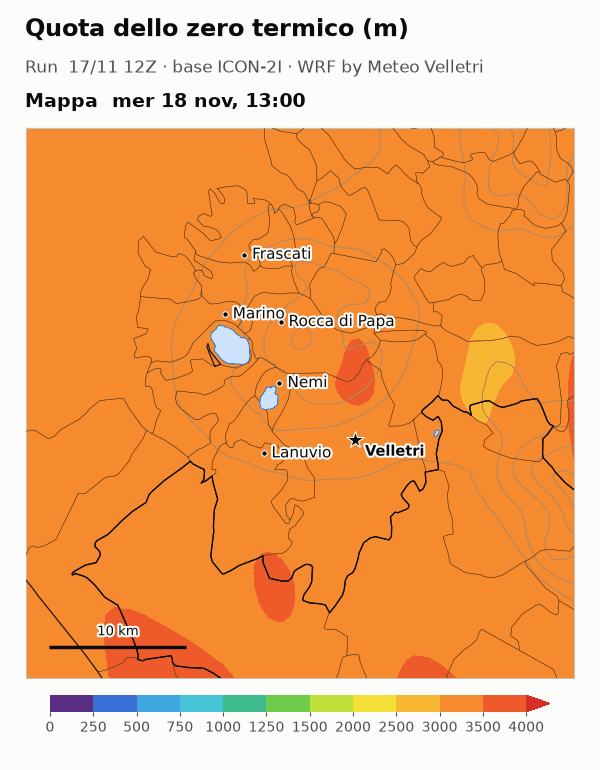 Quota dello zero termico (m)
Run  17/11 12Z · base ICON-2I · WRF by Meteo Velletri
Mappa  mer 18 nov, 13:00
Frascati
Marino
Rocca di Papa
Nemi
Velletri
Lanuvio
10 km
0 250 500 750 1000 1250 1500 2000 2500 3000 3500 4000